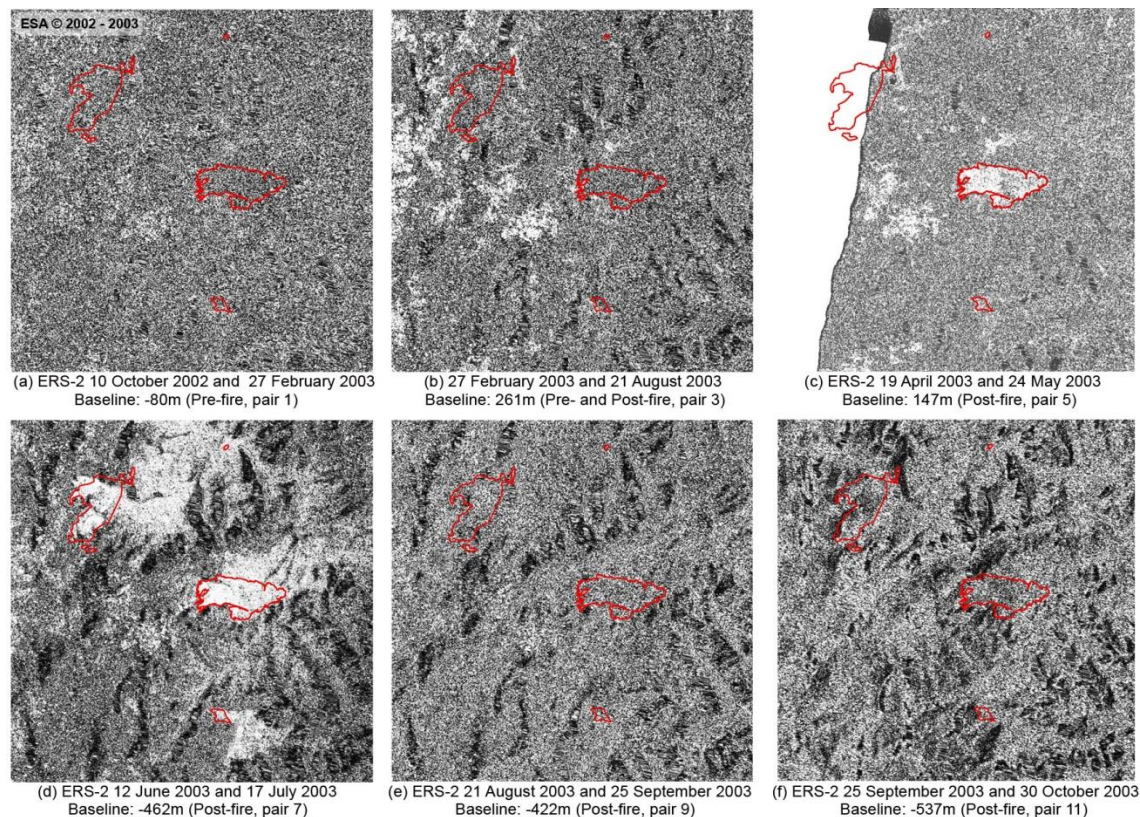 ESA © 2002 - 2003
(a) ERS-2 10 October 2002 and 27 February 2003
Baseline: -80m (Pre-fire, pair 1)
(b) 27 February 2003 and 21 August 2003
Baseline: 261m (Pre- and Post-fire, pair 3)
(c) ERS-2 19 April 2003 and 24 May 2003
Baseline: 147m (Post-fire, pair 5)
(d) ERS-2 12 June 2003 and 17 July 2003
Baseline: -462m (Post-fire, pair 7)
(e) ERS-2 21 August 2003 and 25 September 2003
Baseline: -422m (Post-fire, pair 9)
(f) ERS-2 25 September 2003 and 30 October 2003
Baseline: -537m (Post-fire, pair 11)